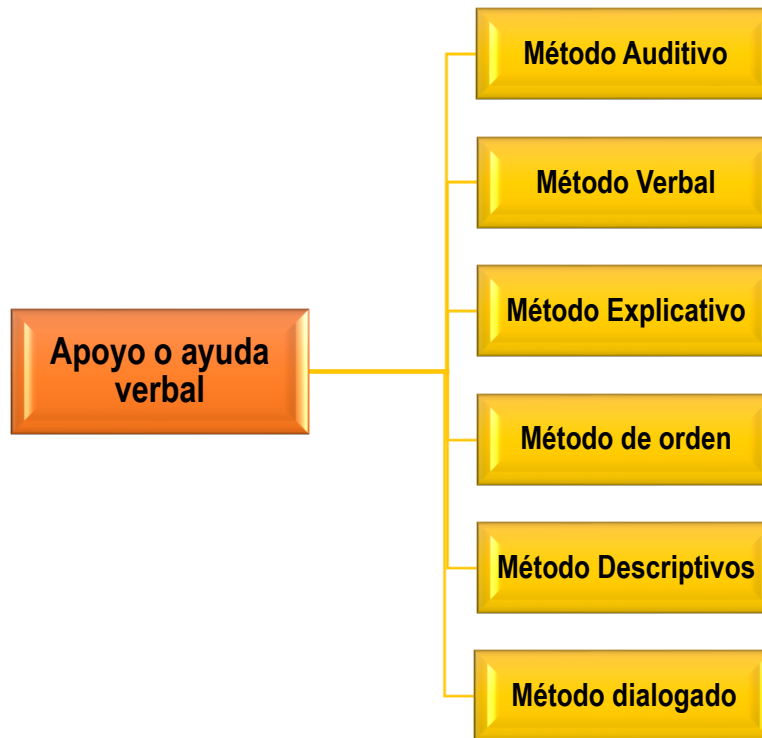 Método Auditivo
Método Verbal
Método Explicativo
Apoyo o ayuda
verbal
Método de orden
Método Descriptivos
Método dialogado